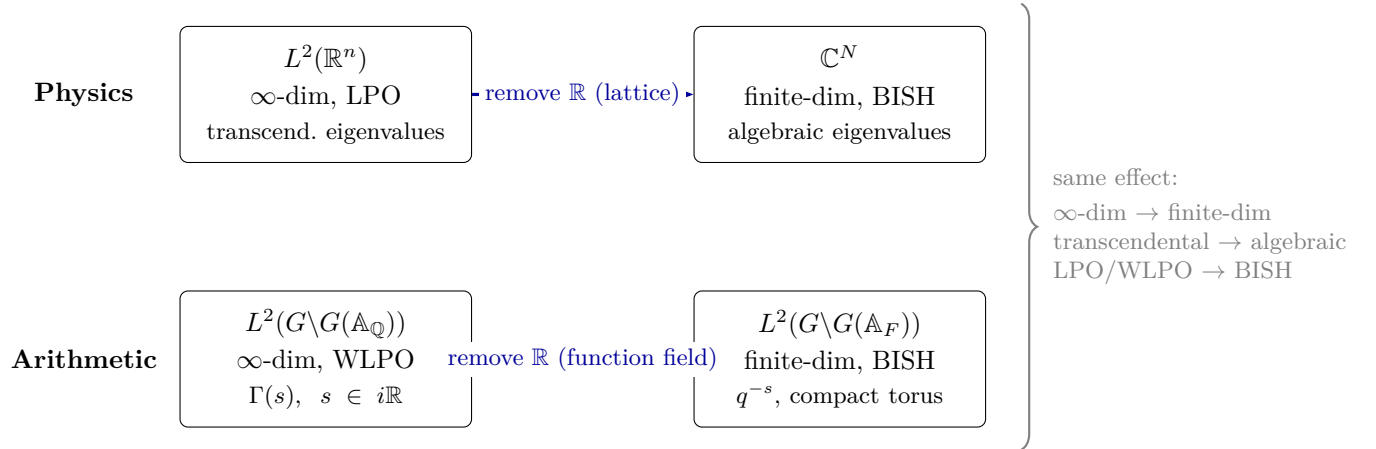 Physics
L²(ℝⁿ)
∞-dim, LPO
transcend. eigenvalues
remove ℝ (lattice)
ℂᴺ
finite-dim, BISH
algebraic eigenvalues
same effect:
∞-dim → finite-dim
transcendental → algebraic
LPO/WLPO → BISH
Arithmetic
L²(G\G(𝔸_ℚ))
∞-dim, WLPO
Γ(s), s ∈ iℝ
remove ℝ (function field)
L²(G\G(𝔸_F))
finite-dim, BISH
q⁻ˢ, compact torus